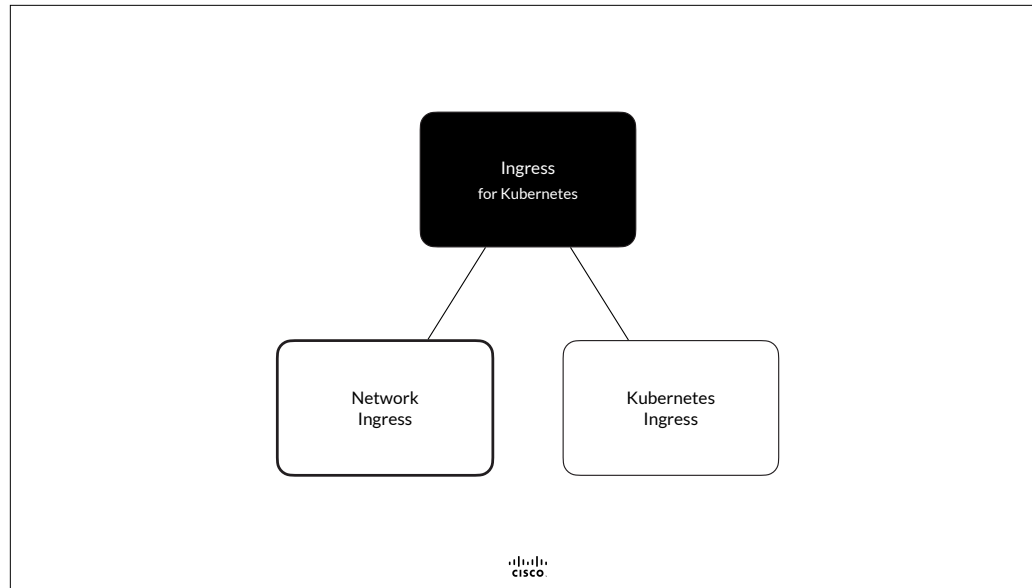 Ingress
for Kubernetes
Network
Ingress
Kubernetes
Ingress
CISCO